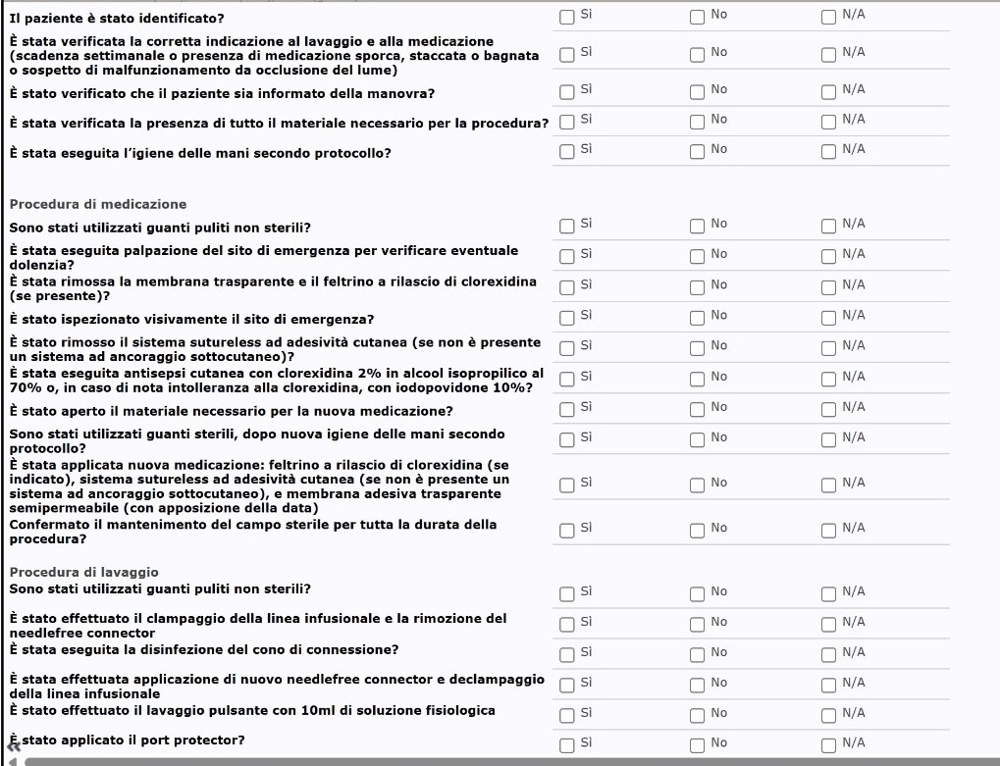 Il paziente è stato identificato? Sì No N/A
È stata verificata la corretta indicazione al lavaggio e alla medicazione
(scadenza settimanale o presenza di medicazione sporca, staccata o bagnata Sì No N/A
o sospetto di malfunzionamento da occlusione del lume)
È stato verificato che il paziente sia informato della manovra? Sì No N/A
È stata verificata la presenza di tutto il materiale necessario per la procedura? Sì No N/A
È stata eseguita l'igiene delle mani secondo protocollo? Sì No N/A
Procedura di medicazione
Sono stati utilizzati guanti puliti non sterili? Sì No N/A
È stata eseguita palpazione del sito di emergenza per verificare eventuale Sì No N/A
dolenzia?
È stata rimossa la membrana trasparente e il feltrino a rilascio di clorexidina Sì No N/A
(se presente)?
È stato ispezionato visivamente il sito di emergenza? Sì No N/A
È stato rimosso il sistema sutureless ad adesività cutanea (se non è presente Sì No N/A
un sistema ad ancoraggio sottocutaneo)?
È stata eseguita antisepsi cutanea con clorexidina 2% in alcool isopropilico al Sì No N/A
70% o, in caso di nota intolleranza alla clorexidina, con iodopovidone 10%?
È stato aperto il materiale necessario per la nuova medicazione? Sì No N/A
Sono stati utilizzati guanti sterili, dopo nuova igiene delle mani secondo Sì No N/A
protocollo?
È stata applicata nuova medicazione: feltrino a rilascio di clorexidina (se
indicato), sistema sutureless ad adesività cutanea (se non è presente un Sì No N/A
sistema ad ancoraggio sottocutaneo), e membrana adesiva trasparente
semipermeabile (con apposizione della data)
Confermato il mantenimento del campo sterile per tutta la durata della Sì No N/A
procedura?
Procedura di lavaggio
Sono stati utilizzati guanti puliti non sterili? Sì No N/A
È stato effettuato il clampaggio della linea infusionale e la rimozione del Sì No N/A
needlefree connector
È stata eseguita la disinfezione del cono di connessione? Sì No N/A
È stata effettuata applicazione di nuovo needlefree connector e declampaggio Sì No N/A
della linea infusionale
È stato effettuato il lavaggio pulsante con 10ml di soluzione fisiologica Sì No N/A
È stato applicato il port protector? Sì No N/A